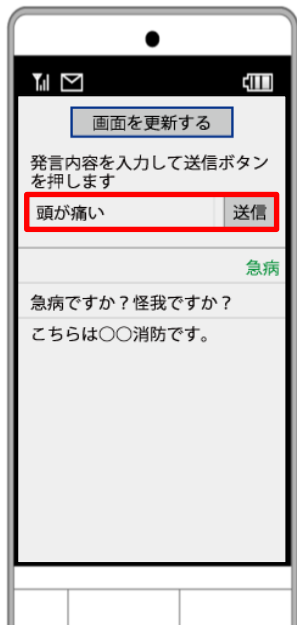 画面を更新する
発言内容を入力して送信ボタン
を押します
頭が痛い 送信
急病
急病ですか？怪我ですか？
こちらは〇〇消防です。